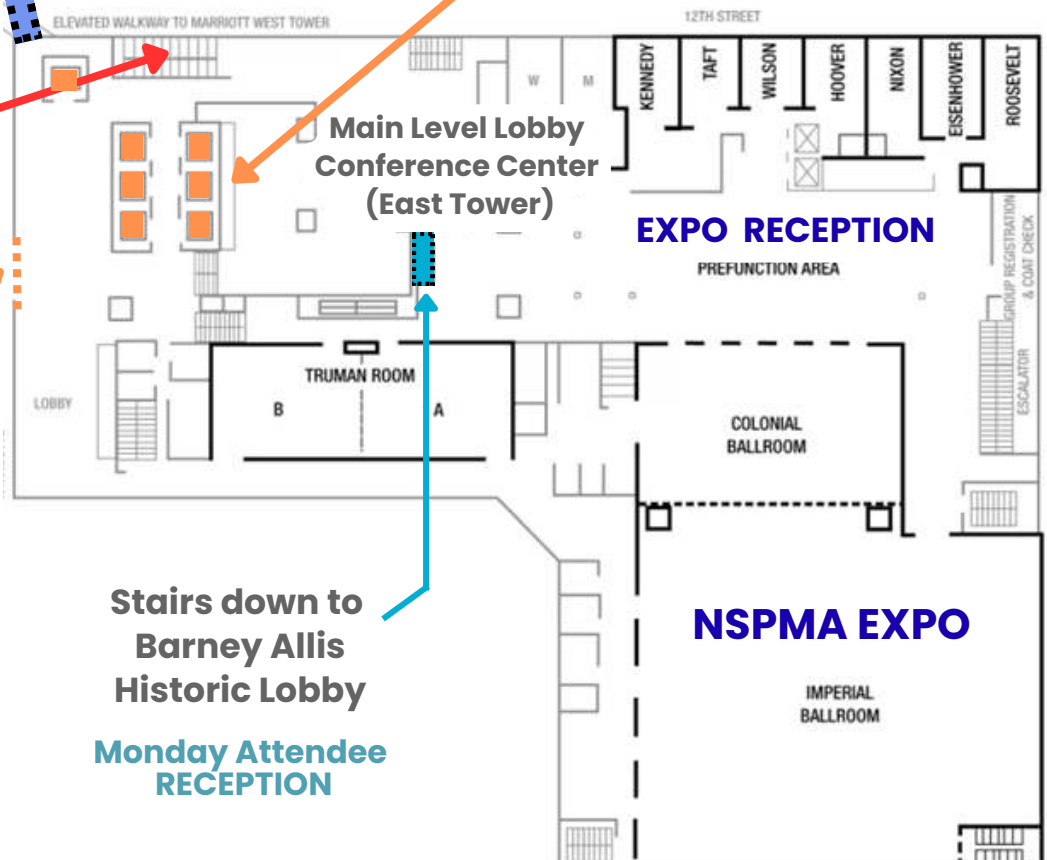 ELEVATED WALKWAY TO MARRIOTT WEST TOWER
12TH STREET
W
M
KENNEDY
TAFT
WILSON
HOOVER
NIXON
EISENHOWER
ROOSEVELT
Main Level Lobby
Conference Center
(East Tower)
EXPO RECEPTION
PREFUNCTION AREA
GROUP REGISTRATION
& COAT CHECK
ESCALATOR
LOBBY
TRUMAN ROOM
B
A
COLONIAL
BALLROOM
Stairs down to
Barney Allis
Historic Lobby
Monday Attendee
RECEPTION
NSPMA EXPO
IMPERIAL
BALLROOM